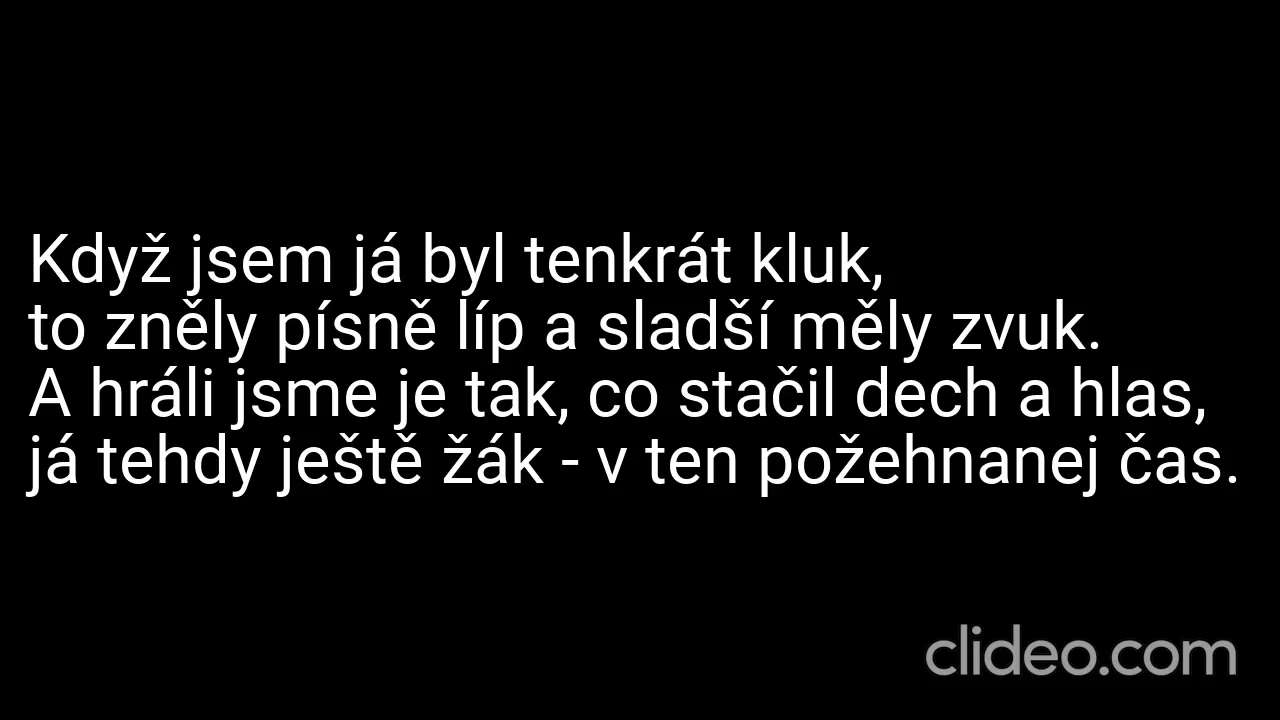 Když jsem já byl tenkrát kluk,
to zněly písně líp a sladší měly zvuk.
A hráli jsme je tak, co stačil dech a hlas,
já tehdy ještě žák - v ten požehnanej čas.
clideo.com